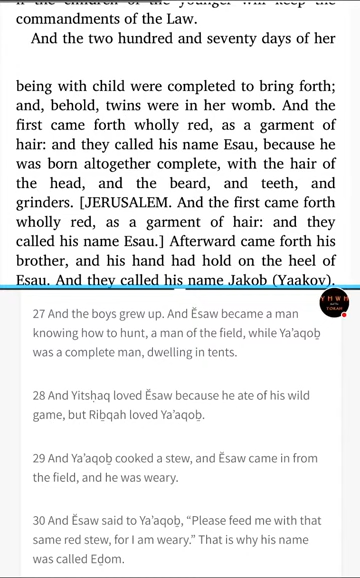 if the children of the younger will keep the
commandments of the Law.
And the two hundred and seventy days of her
being with child were completed to bring forth;
and, behold, twins were in her womb. And the
first came forth wholly red, as a garment of
hair: and they called his name Esau, because he
was born altogether complete, with the hair of
the head, and the beard, and teeth, and
grinders. [JERUSALEM. And the first came forth
wholly red, as a garment of hair: and they
called his name Esau.] Afterward came forth his
brother, and his hand had hold on the heel of
Esau. And they called his name Jakob (Yaakov).
Y M W M
TORAH
27 And the boys grew up. And Ěsaw became a man
knowing how to hunt, a man of the field, while Ya’aqoḇ
was a complete man, dwelling in tents.
28 And Yitsḥaq loved Ěsaw because he ate of his wild
game, but Riḇqah loved Ya’aqoḇ.
29 And Ya’aqoḇ cooked a stew, and Ěsaw came in from
the field, and he was weary.
30 And Ěsaw said to Ya’aqoḇ, “Please feed me with that
same red stew, for I am weary.” That is why his name
was called Eḏom.